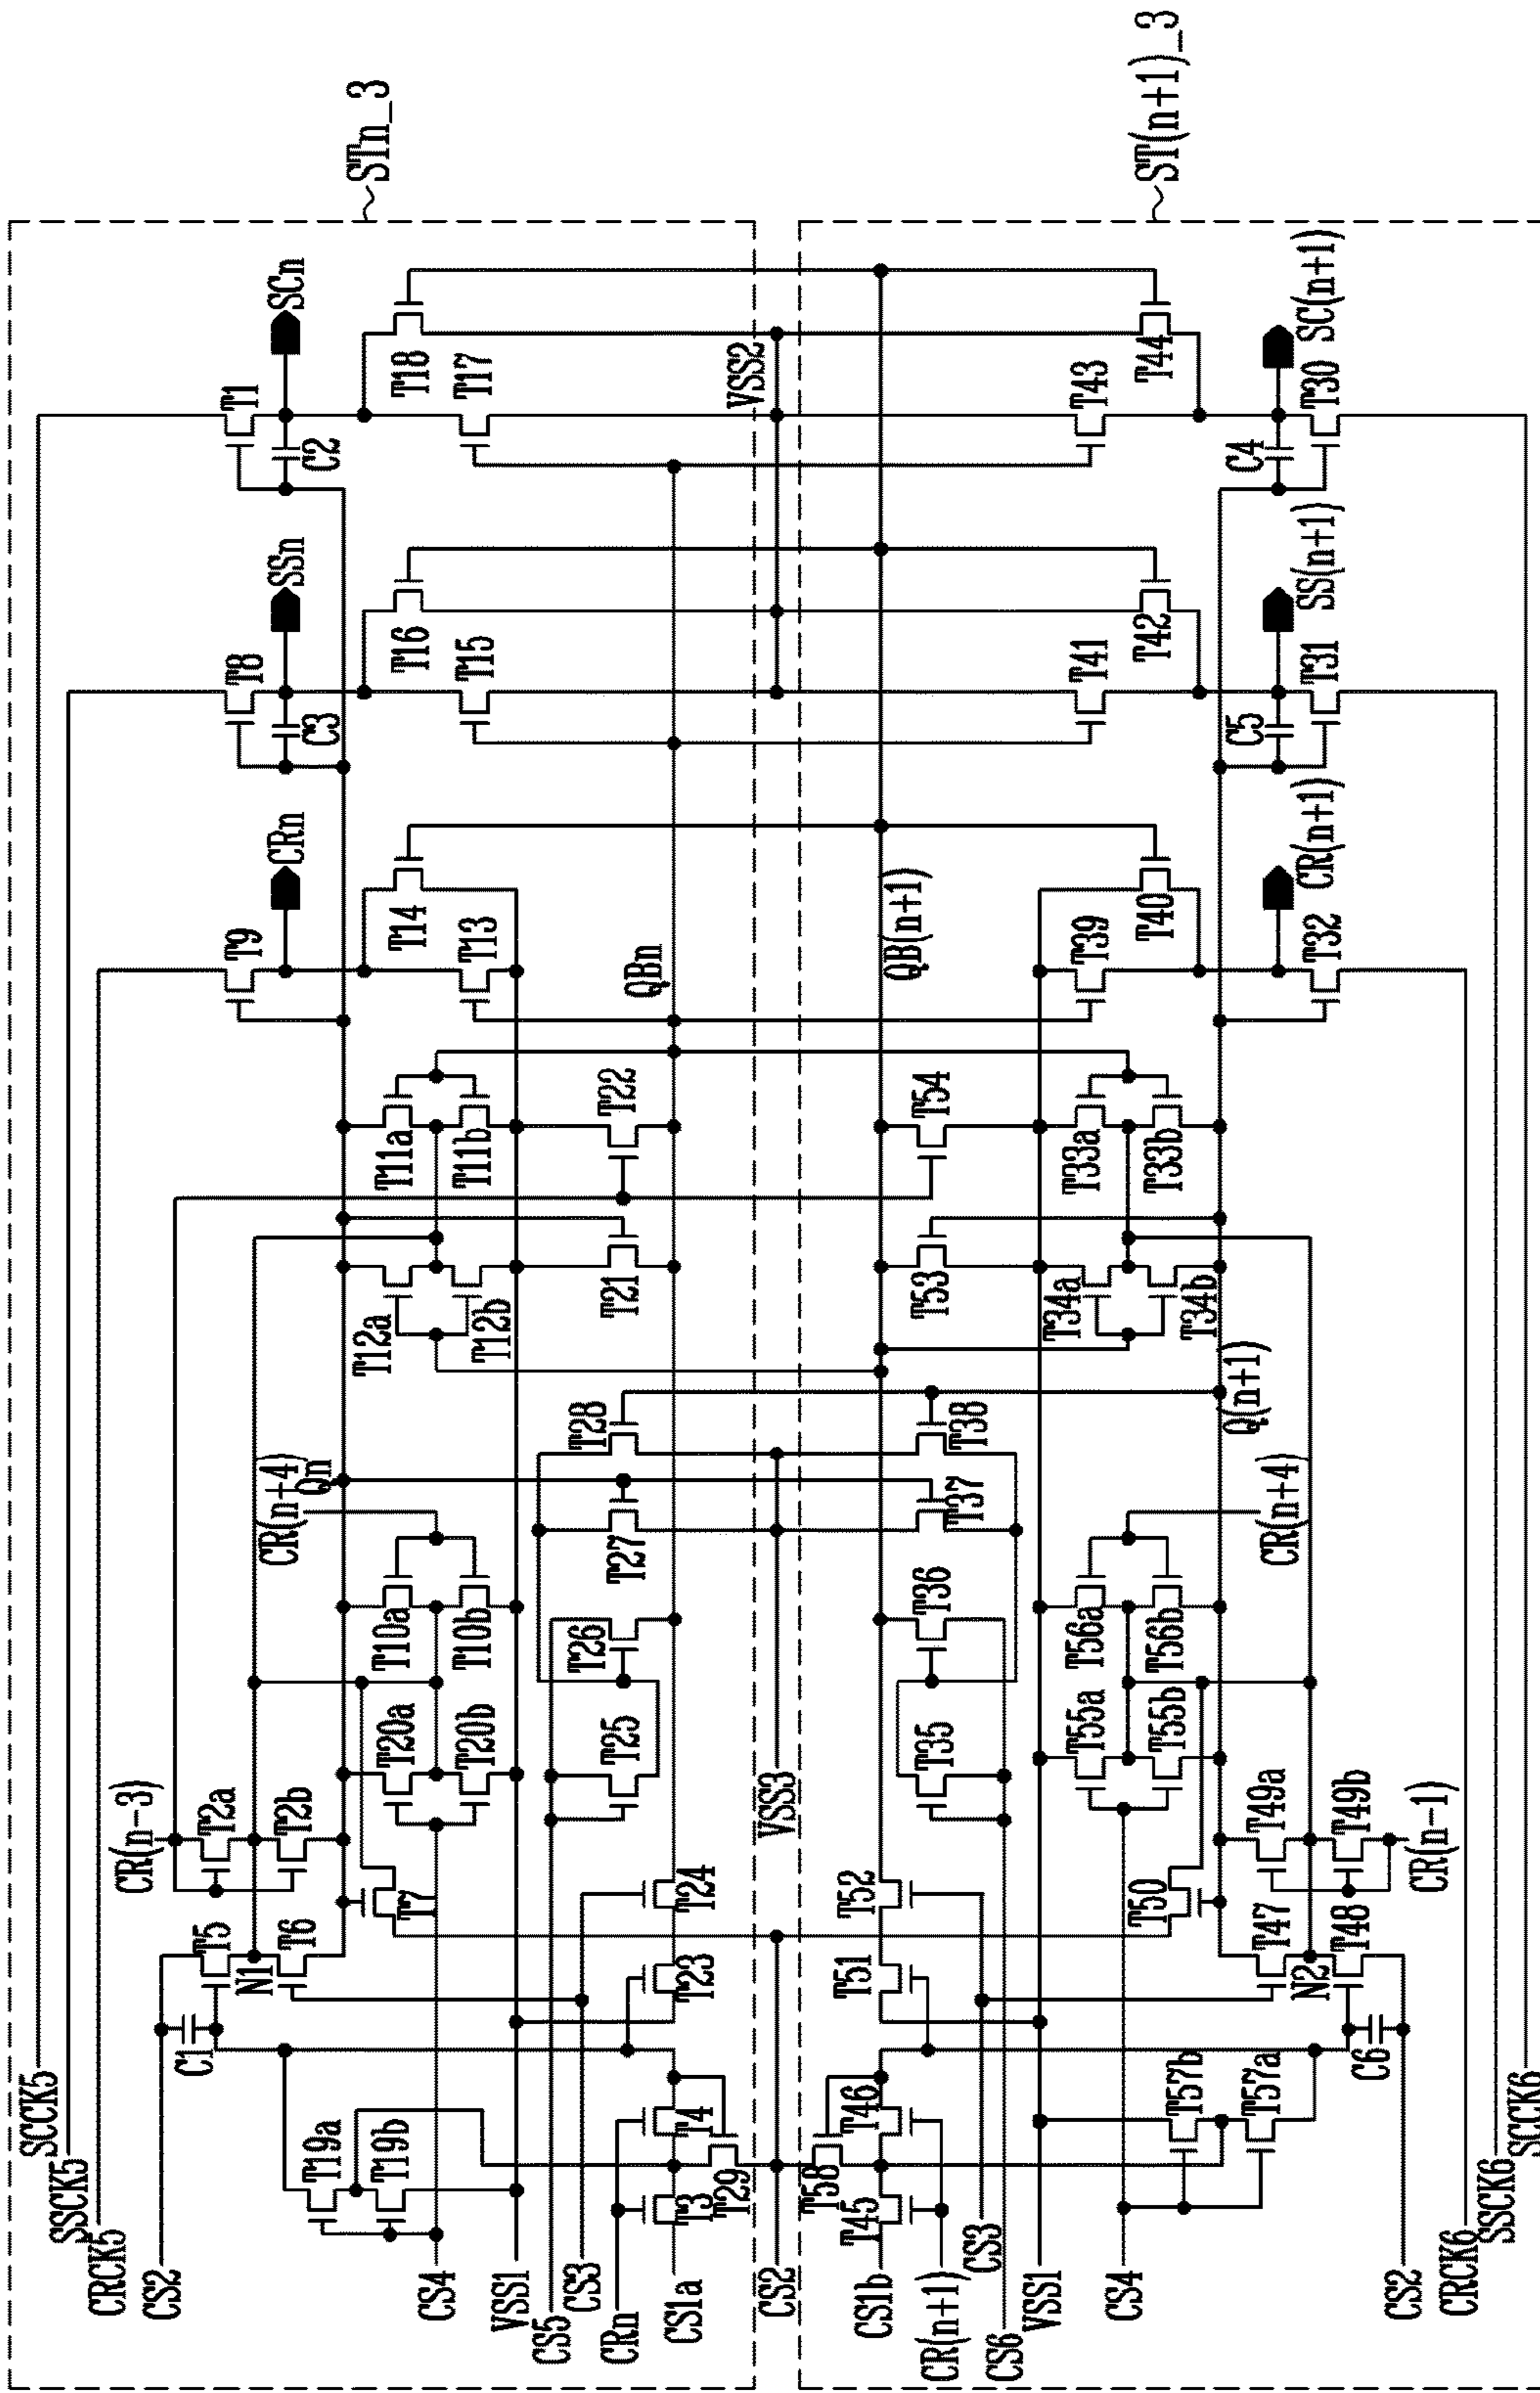 STn_3
ST(n+1)_3
SCCK5
SSCK5
CRCK5
CS2
CS4
VSS1
CS5
CS3
CRn
CS1a
CS2
CS1b
CR(n+1)
CS6
CS3
VSS1
CS4
CS2
CRCK6
SSCK6
SCCK6
T19a
T19b
C1
T3
T4
T29
T58
T45
T46
T57b
T57a
C6
CR(n-3)
T5
N1
T6
T2a
T2b
T7
T23
T24
T51
T52
T50
T47
N2
T48
T49a
T49b
CR(n-1)
VSS3
T20a
T20b
T25
T35
T55a
T55b
CR(n+4)
Qn
T10a
T10b
T26
T27
T28
T36
T37
T38
T56a
T56b
CR(n+4)
Q(n+1)
T12a
T12b
T21
T53
T34a
T34b
T11a
T11b
T22
T54
T33a
T33b
QBn
QB(n+1)
T9
CRn
T14
T13
T39
T40
T32
CR(n+1)
T8
SSn
C3
T16
T15
T41
T42
C5
T31
SS(n+1)
T1
SCn
C2
T18
T17
VSS2
T43
T44
C4
T30
SC(n+1)